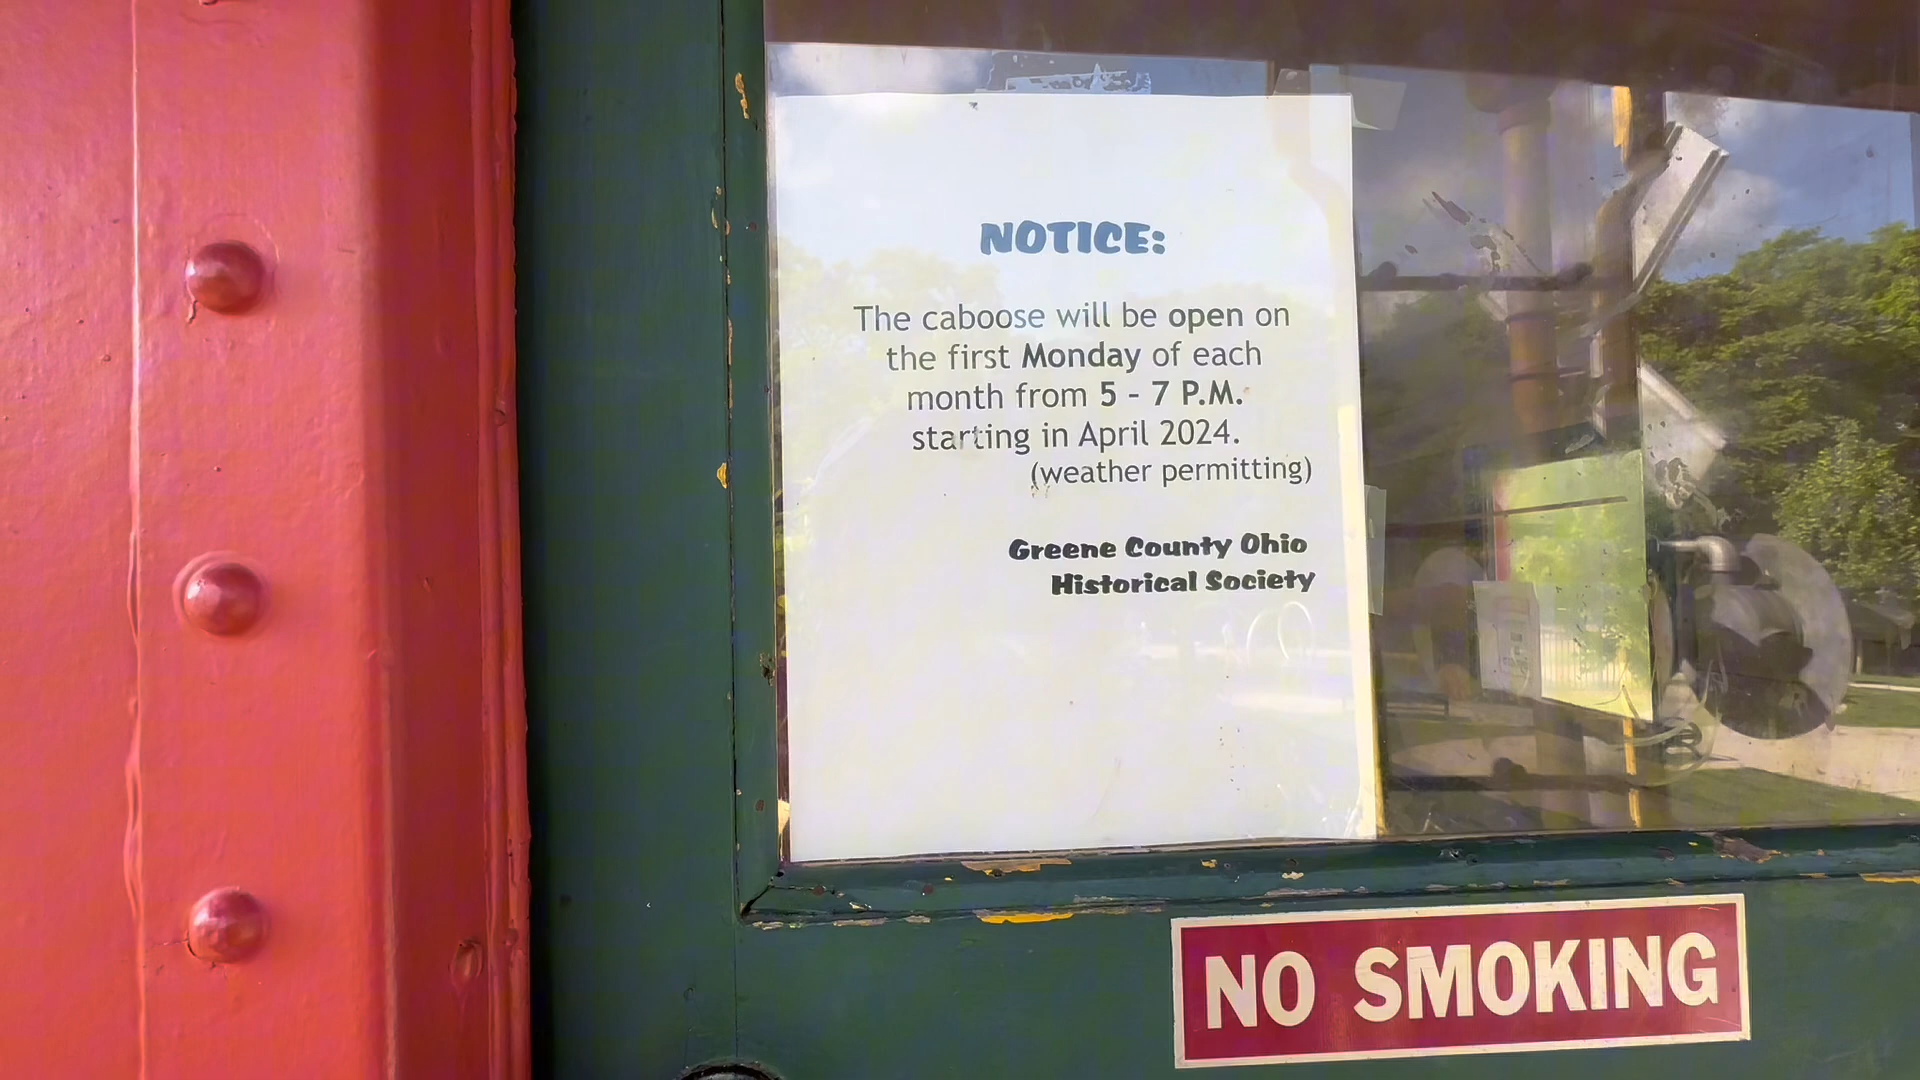 NOTICE:
The caboose will be open on
the first Monday of each
month from 5 - 7 P.M.
starting in April 2024.
(weather permitting)
Greene County Ohio
Historical Society
NO SMOKING